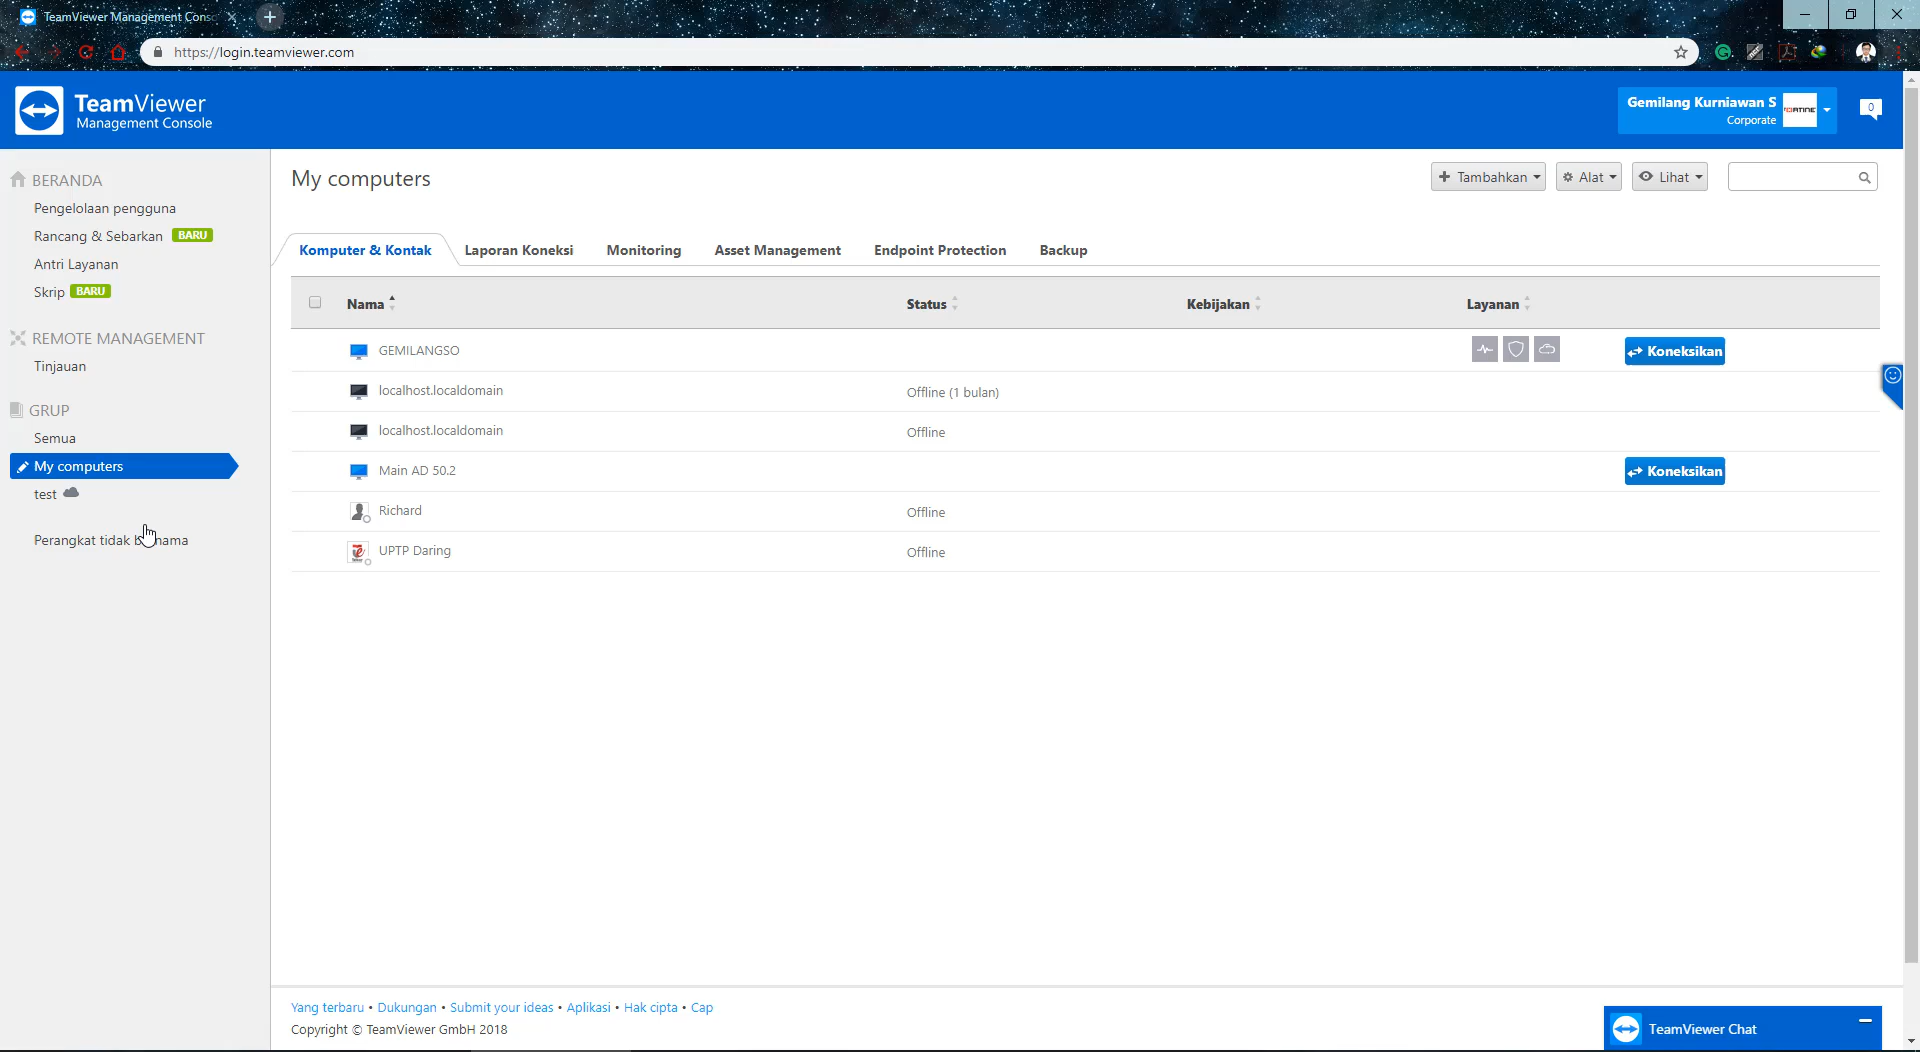 TeamViewer Management Conso
https://login.teamviewer.com
TeamViewer
Management Console
Gemilang Kurniawan S
Corporate
0
BERANDA
Pengelolaan pengguna
Rancang & Sebarkan BARU
Antri Layanan
Skrip BARU
REMOTE MANAGEMENT
Tinjauan
GRUP
Semua
My computers
test
Perangkat tidak
My computers
Tambahkan
Alat
Lihat
Komputer & Kontak
Laporan Koneksi
Monitoring
Asset Management
Endpoint Protection
Backup
Nama Status Kebijakan Layanan
GEMILANGSO Koneksikan
localhost.localdomain Offline (1 bulan)
localhost.localdomain Offline
Main AD 50.2 Koneksikan
Richard Offline
UPTP Daring Offline
Yang terbaru • Dukungan • Submit your ideas • Aplikasi • Hak cipta • Cap
Copyright © TeamViewer GmbH 2018
TeamViewer Chat